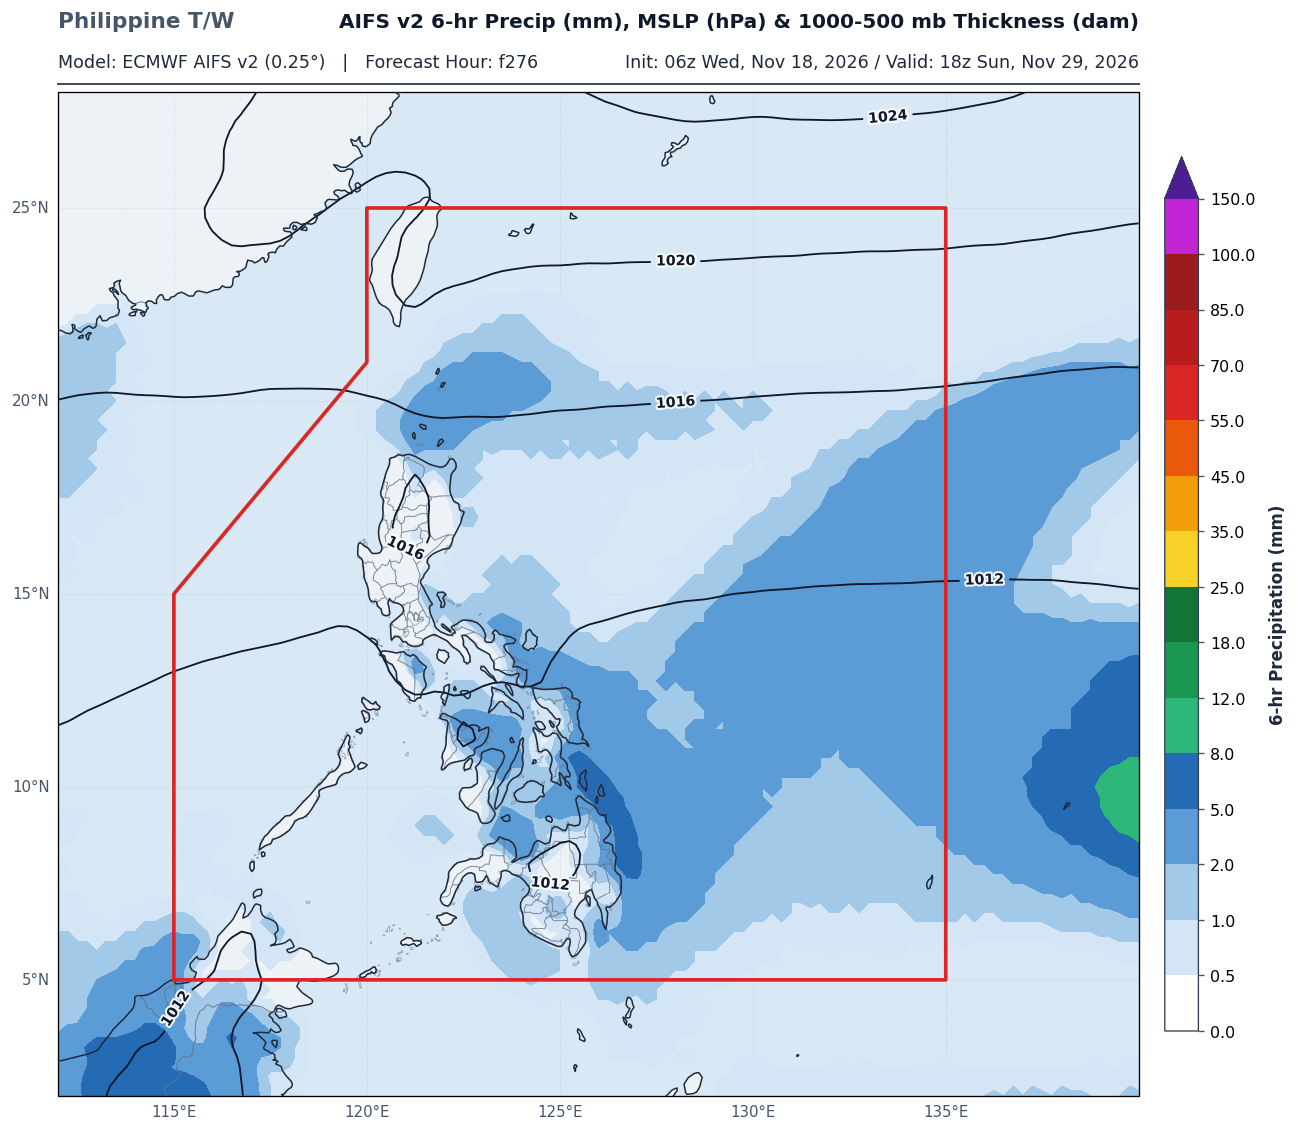 Philippine T/W
AIFS v2 6-hr Precip (mm), MSLP (hPa) & 1000-500 mb Thickness (dam)
Model: ECMWF AIFS v2 (0.25°) | Forecast Hour: f276
Init: 06z Wed, Nov 18, 2026 / Valid: 18z Sun, Nov 29, 2026
1024
1020
1016
1016
1012
1012
1012
25°N
20°N
15°N
10°N
5°N
115°E
120°E
125°E
130°E
135°E
150.0
100.0
85.0
70.0
55.0
45.0
35.0
25.0
18.0
12.0
8.0
5.0
2.0
1.0
0.5
0.0
6-hr Precipitation (mm)